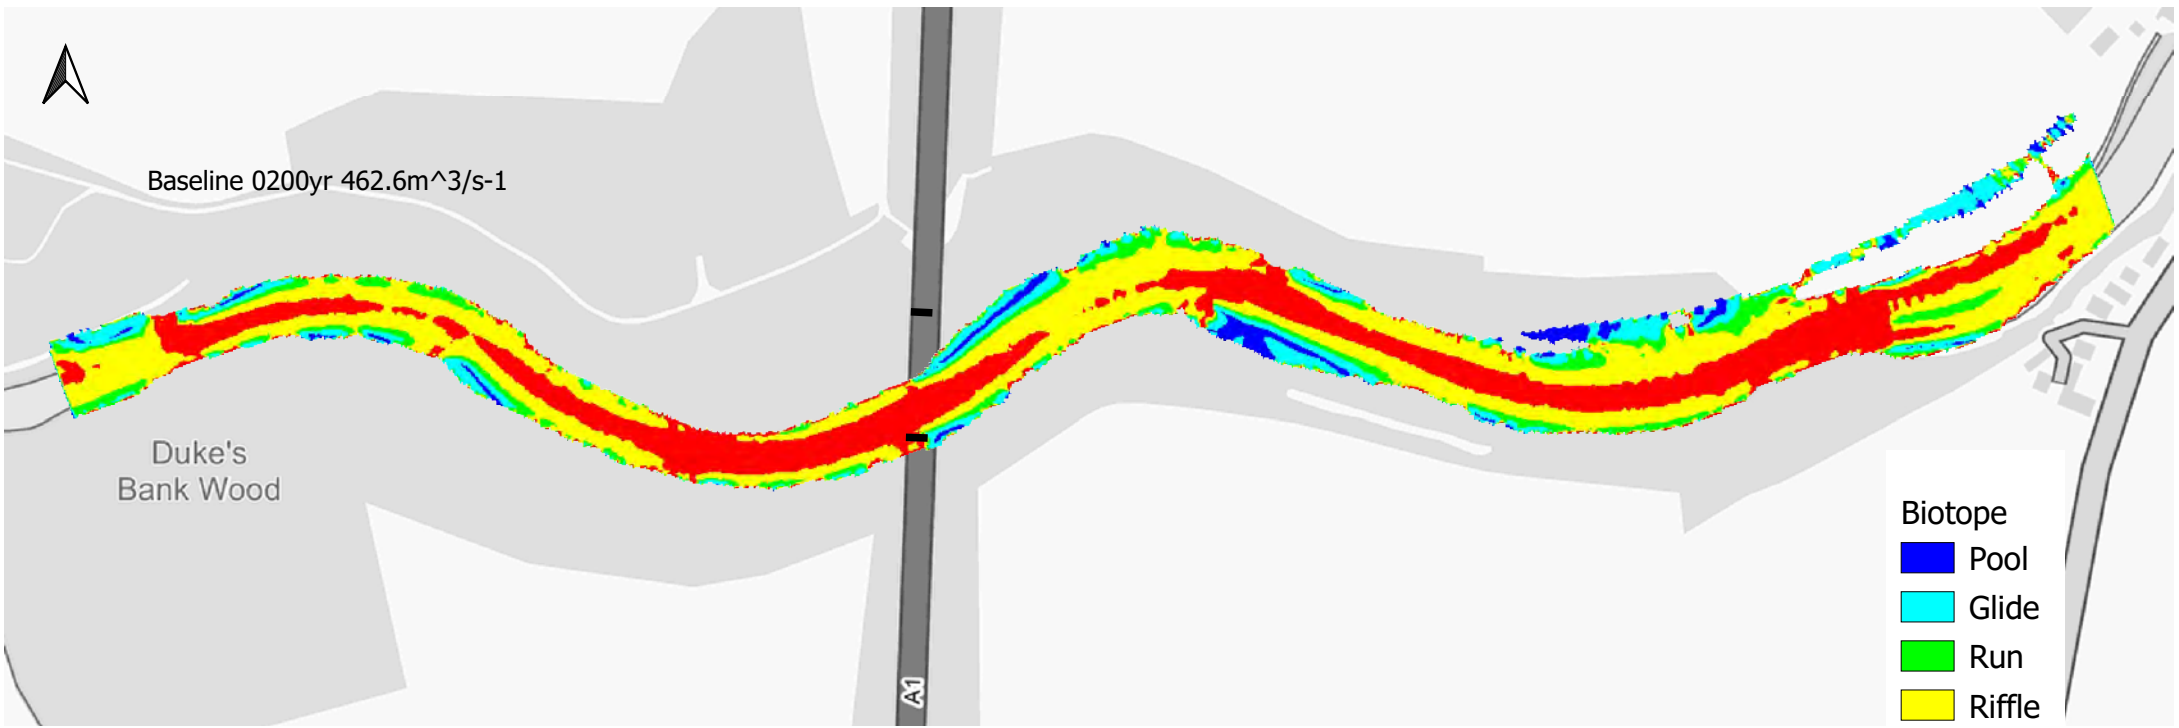 Baseline 0200yr 462.6m^3/s-1
Duke's
Bank Wood
A1
Biotope
Pool
Glide
Run
Riffle